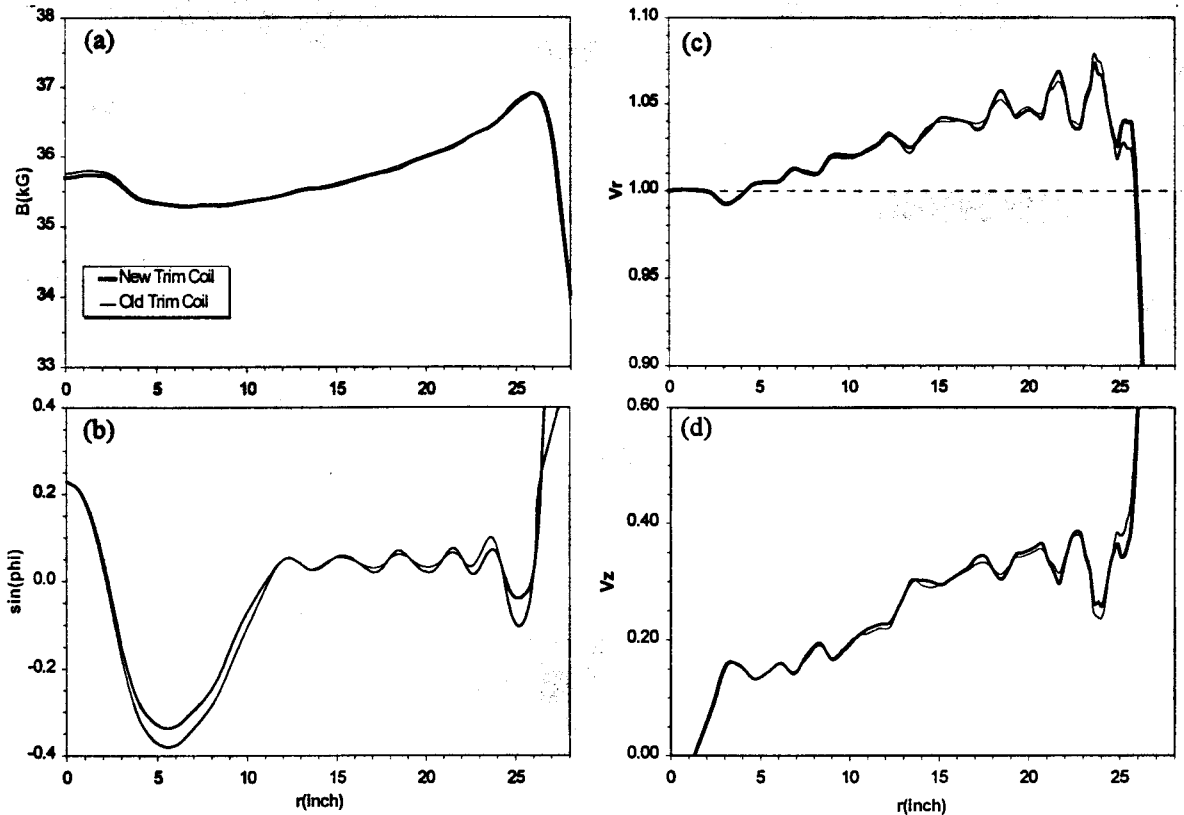 (a)
38
37
36
35
34
33
B(kG)
New Trim Coil
Old Trim Coil
0 5 10 15 20 25
(c)
1.10
1.05
1.00
0.95
0.90
Vr
0 5 10 15 20 25
(b)
0.4
0.2
0.0
-0.2
-0.4
sin(phi)
0 5 10 15 20 25
r(inch)
(d)
0.60
0.40
0.20
0.00
Vz
0 5 10 15 20 25
r(inch)